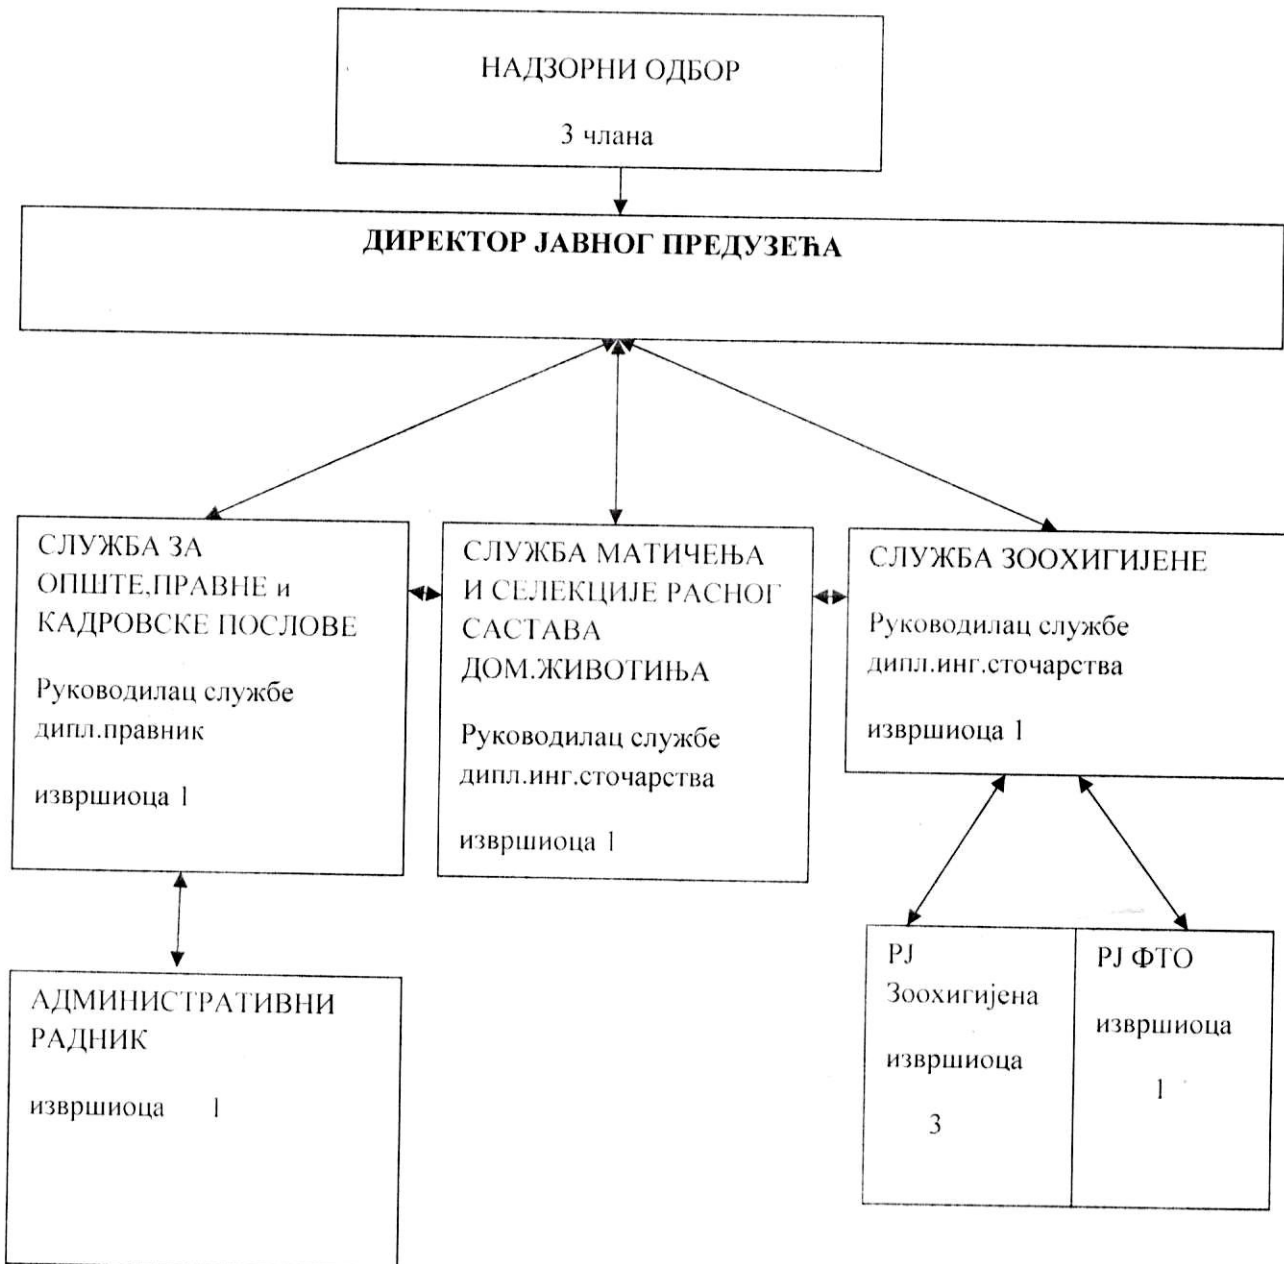 НАДЗОРНИ ОДБОР
3 члана
ДИРЕКТОР ЈАВНОГ ПРЕДУЗЕЋА
СЛУЖБА ЗА
ОПШТЕ,ПРАВНЕ и
КАДРОВСКЕ ПОСЛОВЕ
Руководилац службе
дипл.правник
извршиоца 1
СЛУЖБА МАТИЧЕЊА
И СЕЛЕКЦИЈЕ РАСНОГ
САСТАВА
ДОМ.ЖИВОТИЊА
Руководилац службе
дипл.инг.сточарства
извршиоца 1
СЛУЖБА ЗООХИГИЈЕНЕ
Руководилац службе
дипл.инг.сточарства
извршиоца 1
АДМИНИСТРАТИВНИ
РАДНИК
извршиоца 1
РЈ
Зоохигијена
извршиоца
3
РЈ ФТО
извршиоца
1